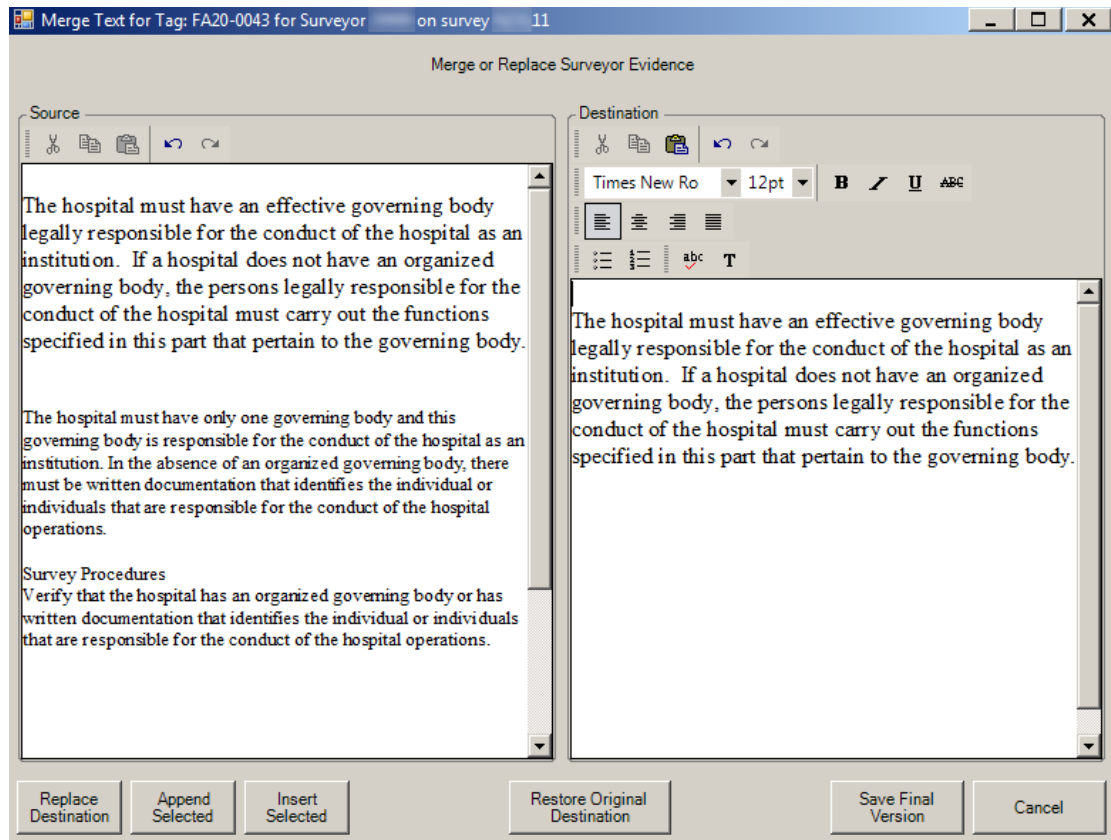 Merge Text for Tag: FA20-0043 for Surveyor on survey 11
Merge or Replace Surveyor Evidence
Source
The hospital must have an effective governing body
legally responsible for the conduct of the hospital as an
institution.  If a hospital does not have an organized
governing body, the persons legally responsible for the
conduct of the hospital must carry out the functions
specified in this part that pertain to the governing body.
The hospital must have only one governing body and this
governing body is responsible for the conduct of the hospital as an
institution. In the absence of an organized governing body, there
must be written documentation that identifies the individual or
individuals that are responsible for the conduct of the hospital
operations.
Survey Procedures
Verify that the hospital has an organized governing body or has
written documentation that identifies the individual or individuals
that are responsible for the conduct of the hospital operations.
Destination
Times New Ro 12pt B I U ABC
abc T
The hospital must have an effective governing body
legally responsible for the conduct of the hospital as an
institution.  If a hospital does not have an organized
governing body, the persons legally responsible for the
conduct of the hospital must carry out the functions
specified in this part that pertain to the governing body.
Replace
Destination
Append
Selected
Insert
Selected
Restore Original
Destination
Save Final
Version
Cancel